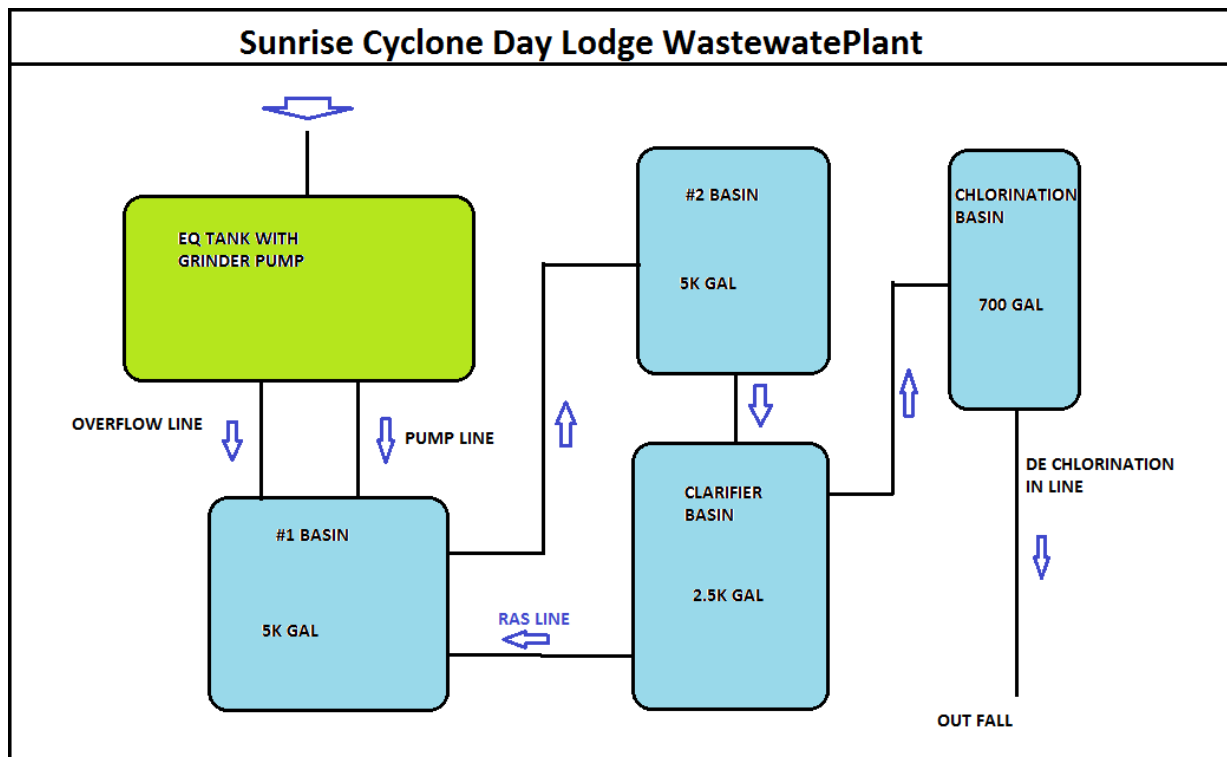 Sunrise Cyclone Day Lodge WastewatePlant
EQ TANK WITH
GRINDER PUMP
OVERFLOW LINE
PUMP LINE
#1 BASIN
5K GAL
#2 BASIN
5K GAL
CLARIFIER
BASIN
2.5K GAL
RAS LINE
CHLORINATION
BASIN
700 GAL
DE CHLORINATION
IN LINE
OUT FALL